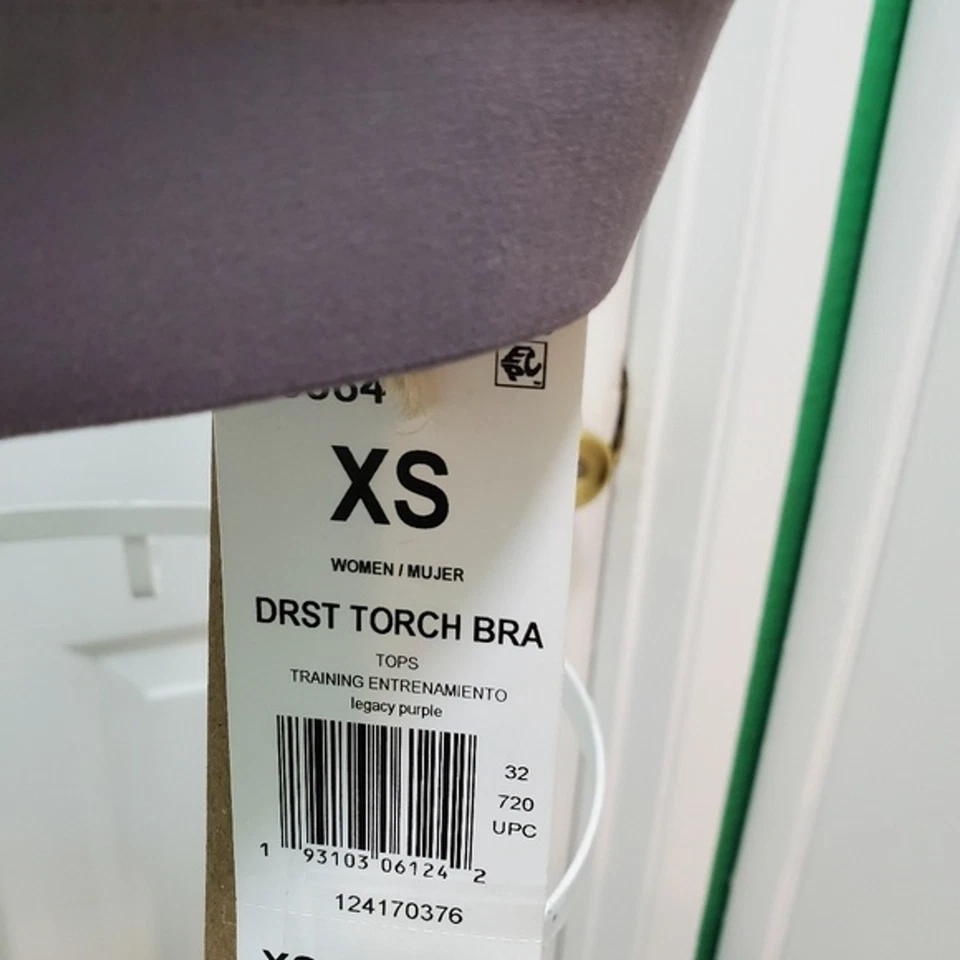 XS
WOMEN / MUJER
DRST TORCH BRA
TOPS
TRAINING ENTRENAMIENTO
legacy purple
32
720
UPC
1 93103 06124 2
124170376